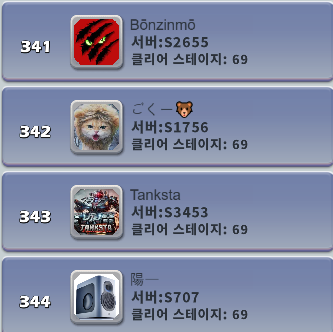 341
Bōnzinmō
서버:S2655
클리어 스테이지: 69
342
ごくー🐻
서버:S1756
클리어 스테이지: 69
343
TANKSTA
Tanksta
서버:S3453
클리어 스테이지: 69
344
陽一
서버:S707
클리어 스테이지: 69